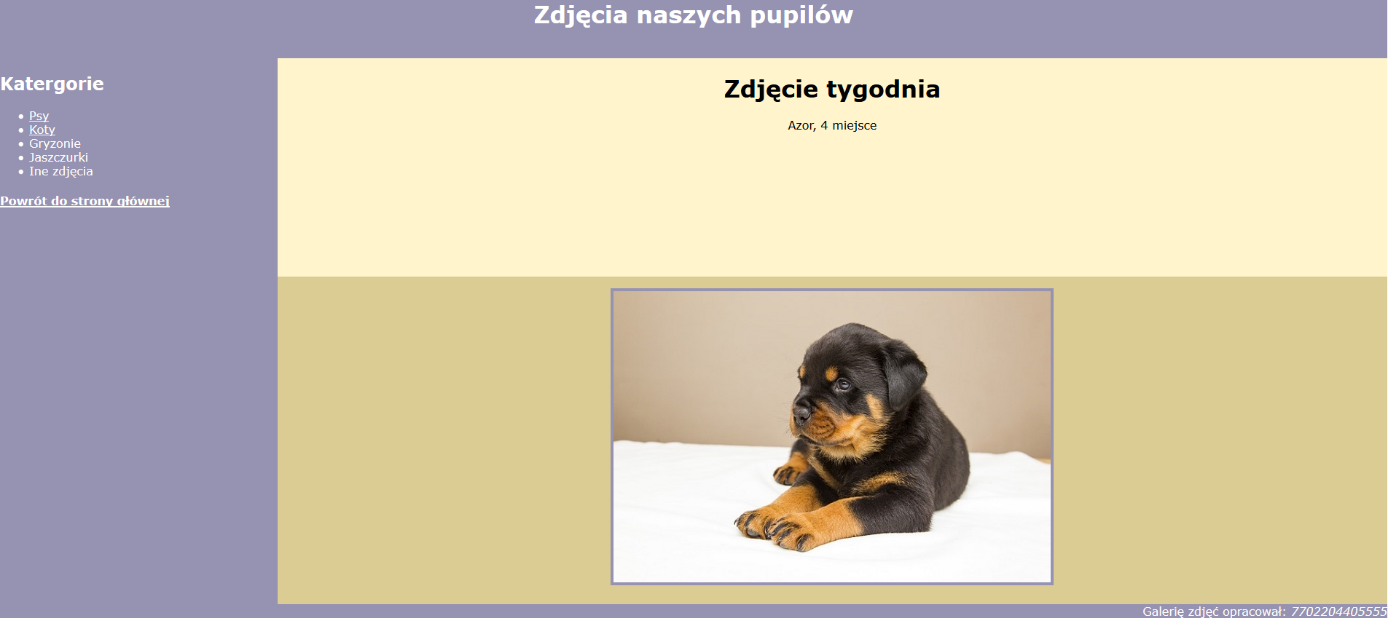 Zdjęcia naszych pupilów
Katergorie
Psy
Koty
Gryzonie
Jaszczurki
Ine zdjęcia
Powrót do strony głównej
Zdjęcie tygodnia
Azor, 4 miejsce
Galerię zdjęć opracował: 7702204405555